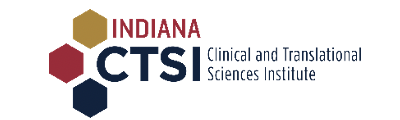 INDIANA
CTSI
Clinical and Translational
Sciences Institute